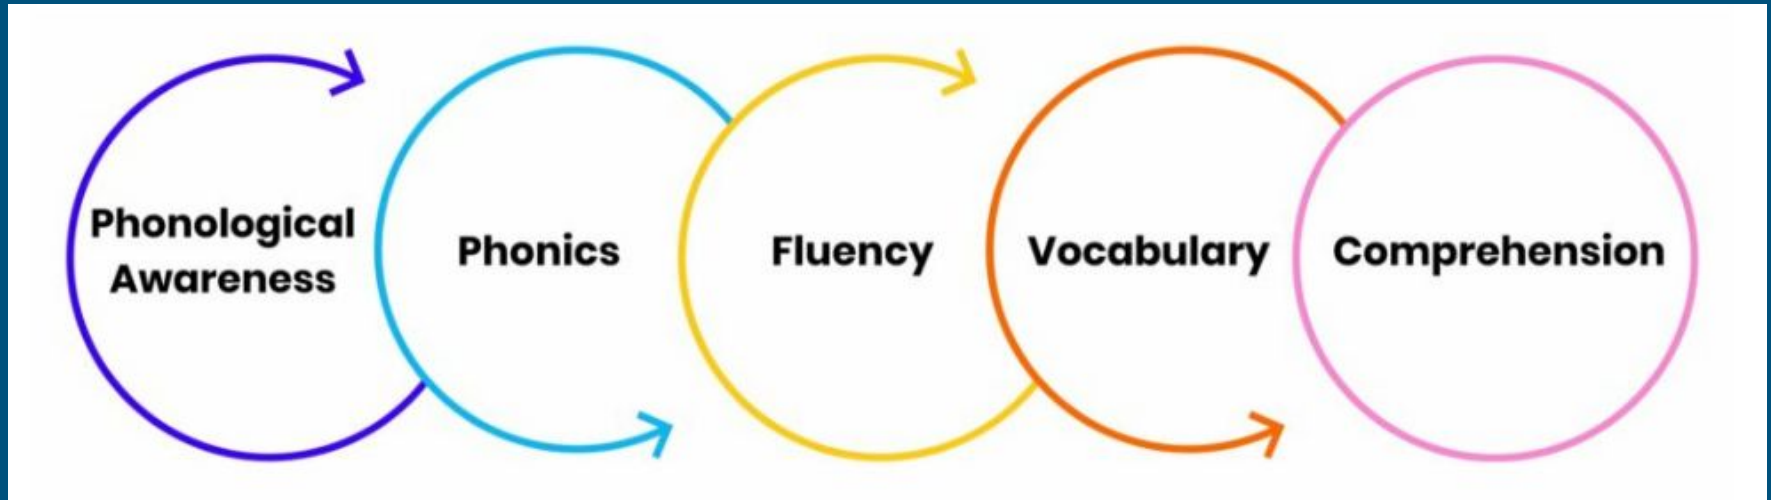 Phonological
Awareness
Phonics
Fluency
Vocabulary
Comprehension